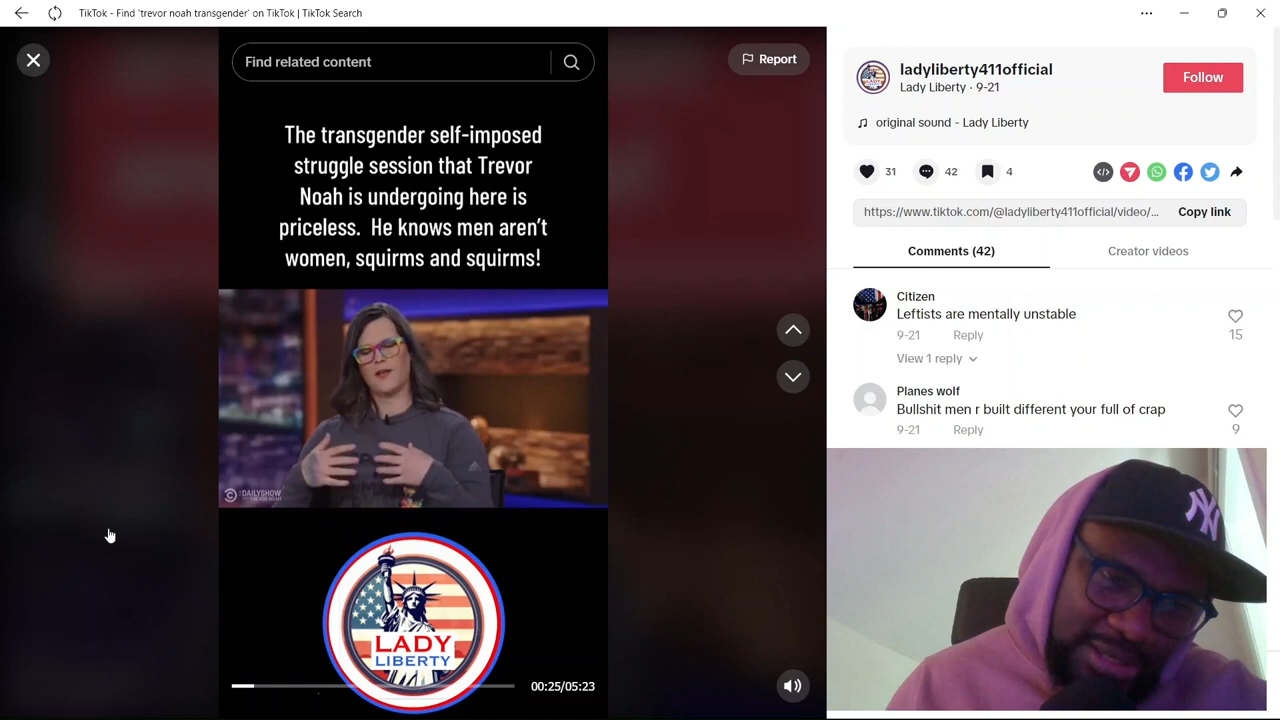 TikTok - Find 'trevor noah transgender' on TikTok | TikTok Search
Find related content
Report
The transgender self-imposed
struggle session that Trevor
Noah is undergoing here is
priceless. He knows men aren't
women, squirms and squirms!
THE DAILYSHOW
LADY
LIBERTY
00:25/05:23
ladyliberty411official
Lady Liberty · 9-21
Follow
original sound - Lady Liberty
31
42
4
https://www.tiktok.com/@ladyliberty411official/video/...
Copy link
Comments (42)
Creator videos
Citizen
Leftists are mentally unstable
9-21 Reply
15
View 1 reply
Planes wolf
Bullshit men r built different your full of crap
9-21 Reply
9
NY